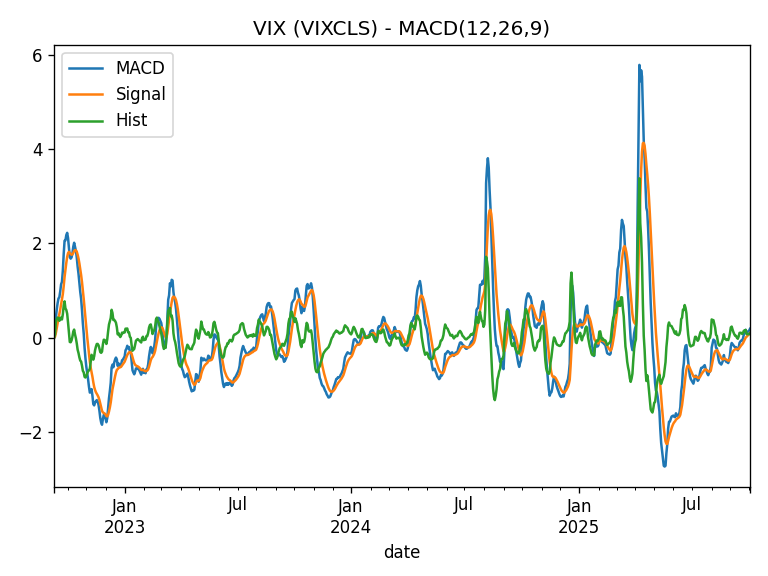 VIX (VIXCLS) - MACD(12,26,9)
MACD
Signal
Hist
6
4
2
0
−2
Jan
2023
Jul
Jan
2024
Jul
Jan
2025
Jul
date